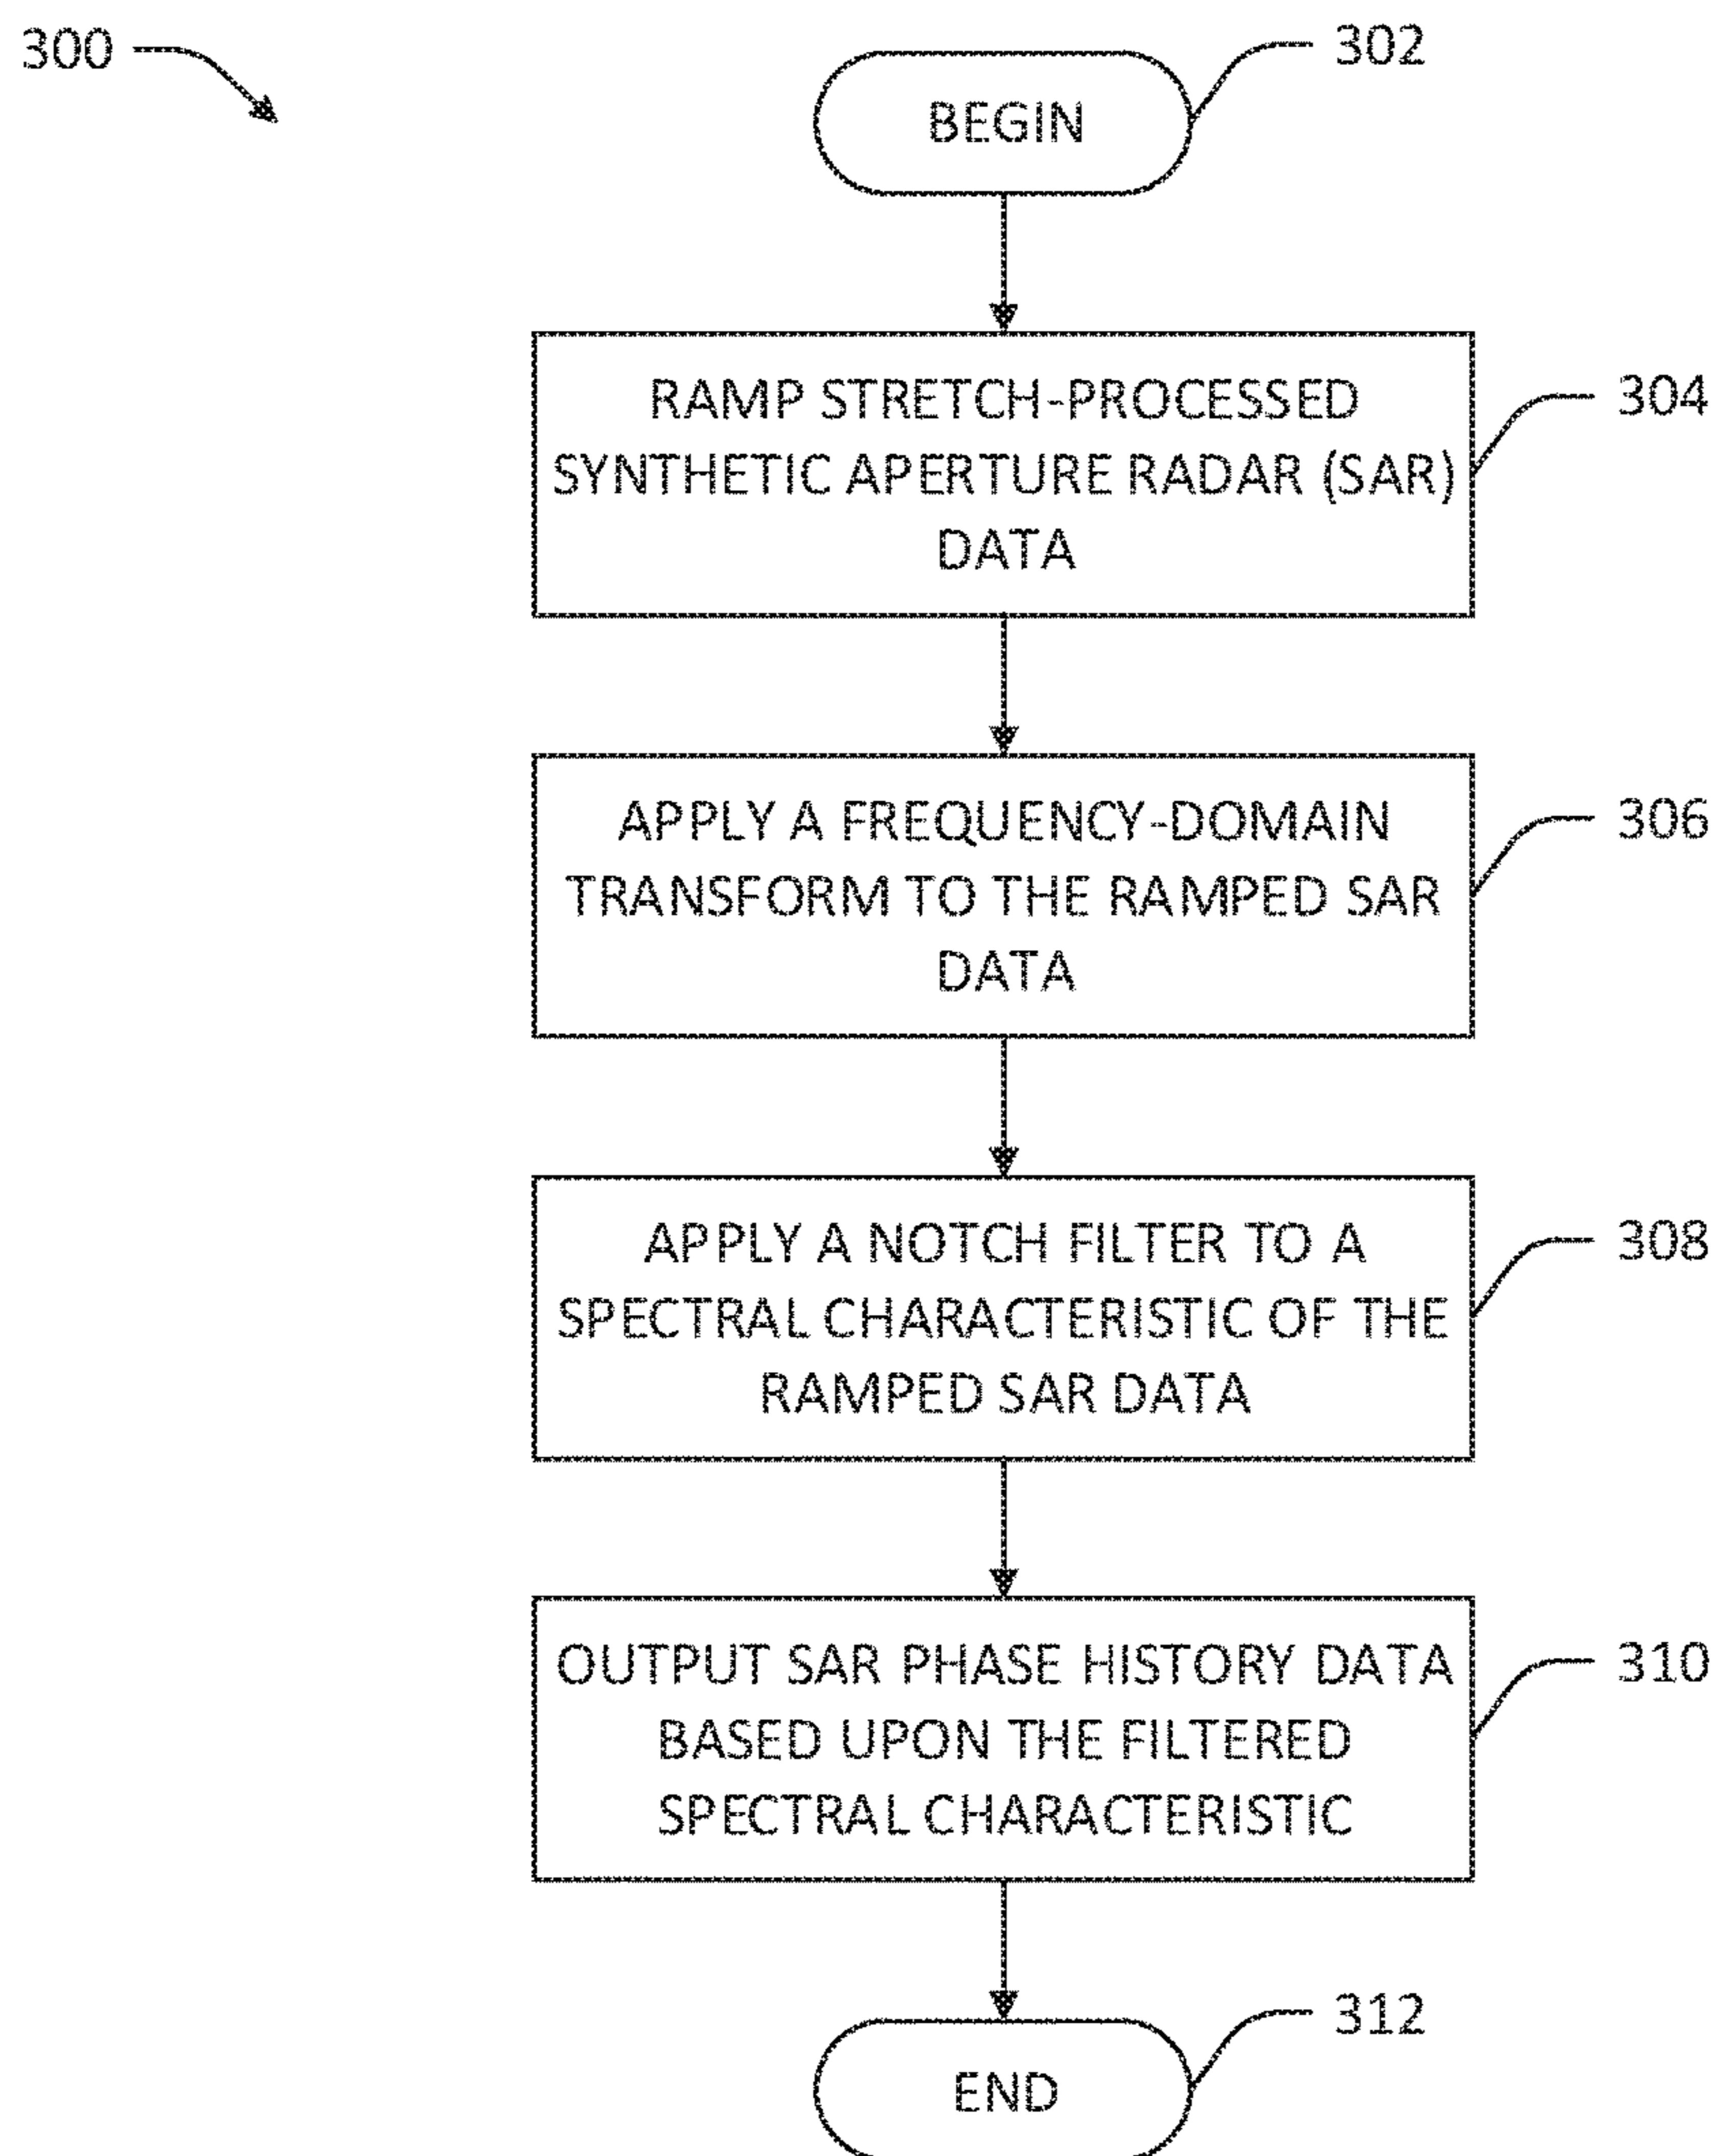 300
302
BEGIN
RAMP STRETCH-PROCESSED
SYNTHETIC APERTURE RADAR (SAR)
DATA
304
APPLY A FREQUENCY-DOMAIN
TRANSFORM TO THE RAMPED SAR
DATA
306
APPLY A NOTCH FILTER TO A
SPECTRAL CHARACTERISTIC OF THE
RAMPED SAR DATA
308
OUTPUT SAR PHASE HISTORY DATA
BASED UPON THE FILTERED
SPECTRAL CHARACTERISTIC
310
312
END